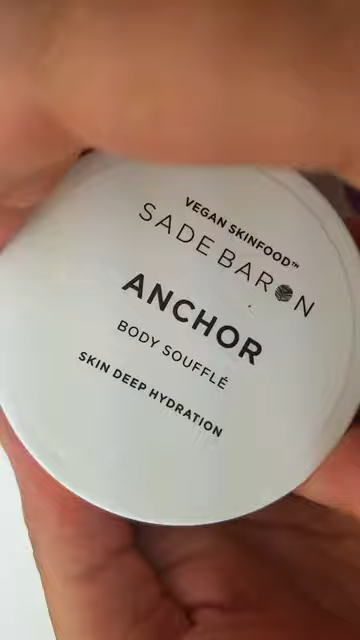 VEGAN SKINFOOD™
SADE BARON
ANCHOR
BODY SOUFFLÉ
SKIN DEEP HYDRATION